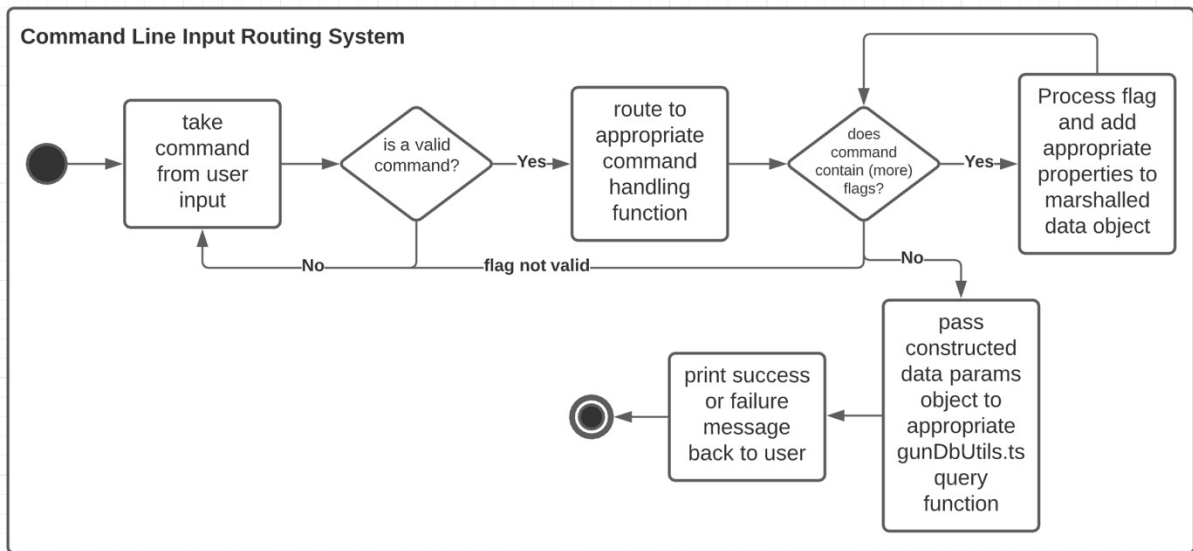 Command Line Input Routing System
take
command
from user
input
is a valid
command?
Yes
route to
appropriate
command
handling
function
does
command
contain (more)
flags?
Yes
Process flag
and add
appropriate
properties to
marshalled
data object
No
flag not valid
No
pass
constructed
data params
object to
appropriate
gunDbUtils.ts
query
function
print success
or failure
message
back to user